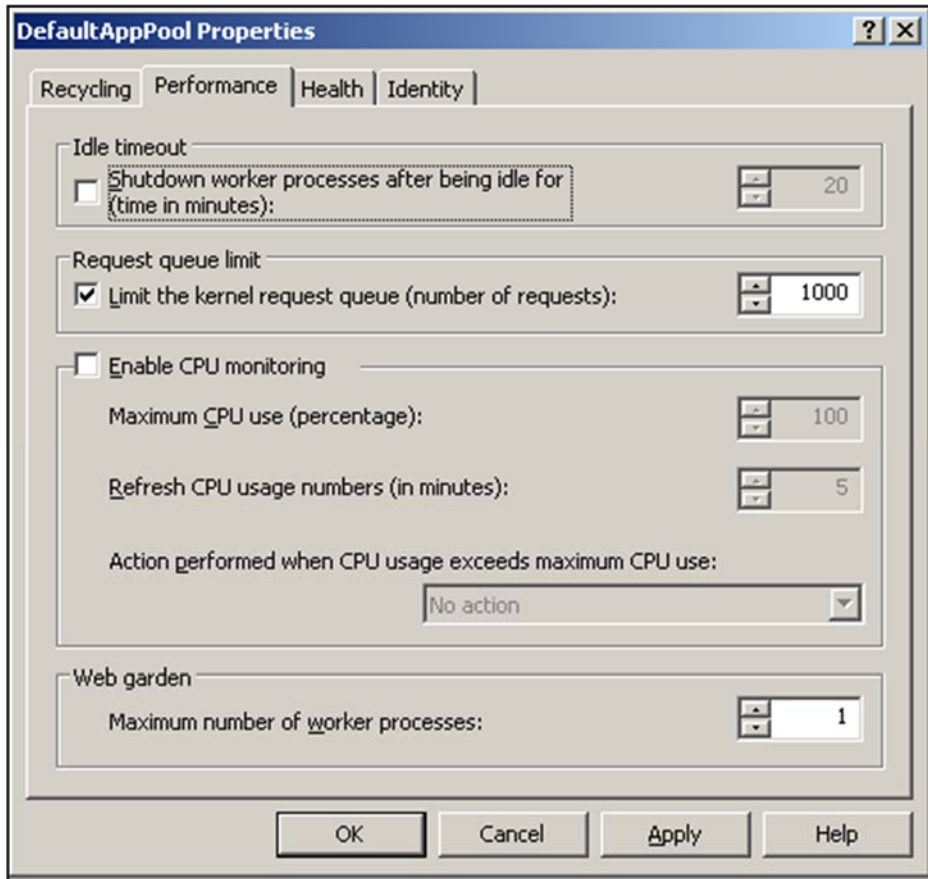 DefaultAppPool Properties
Recycling Performance Health Identity
Idle timeout
Shutdown worker processes after being idle for
(time in minutes):
20
Request queue limit
Limit the kernel request queue (number of requests):
1000
Enable CPU monitoring
Maximum CPU use (percentage):
100
Refresh CPU usage numbers (in minutes):
5
Action performed when CPU usage exceeds maximum CPU use:
No action
Web garden
Maximum number of worker processes:
1
OK Cancel Apply Help